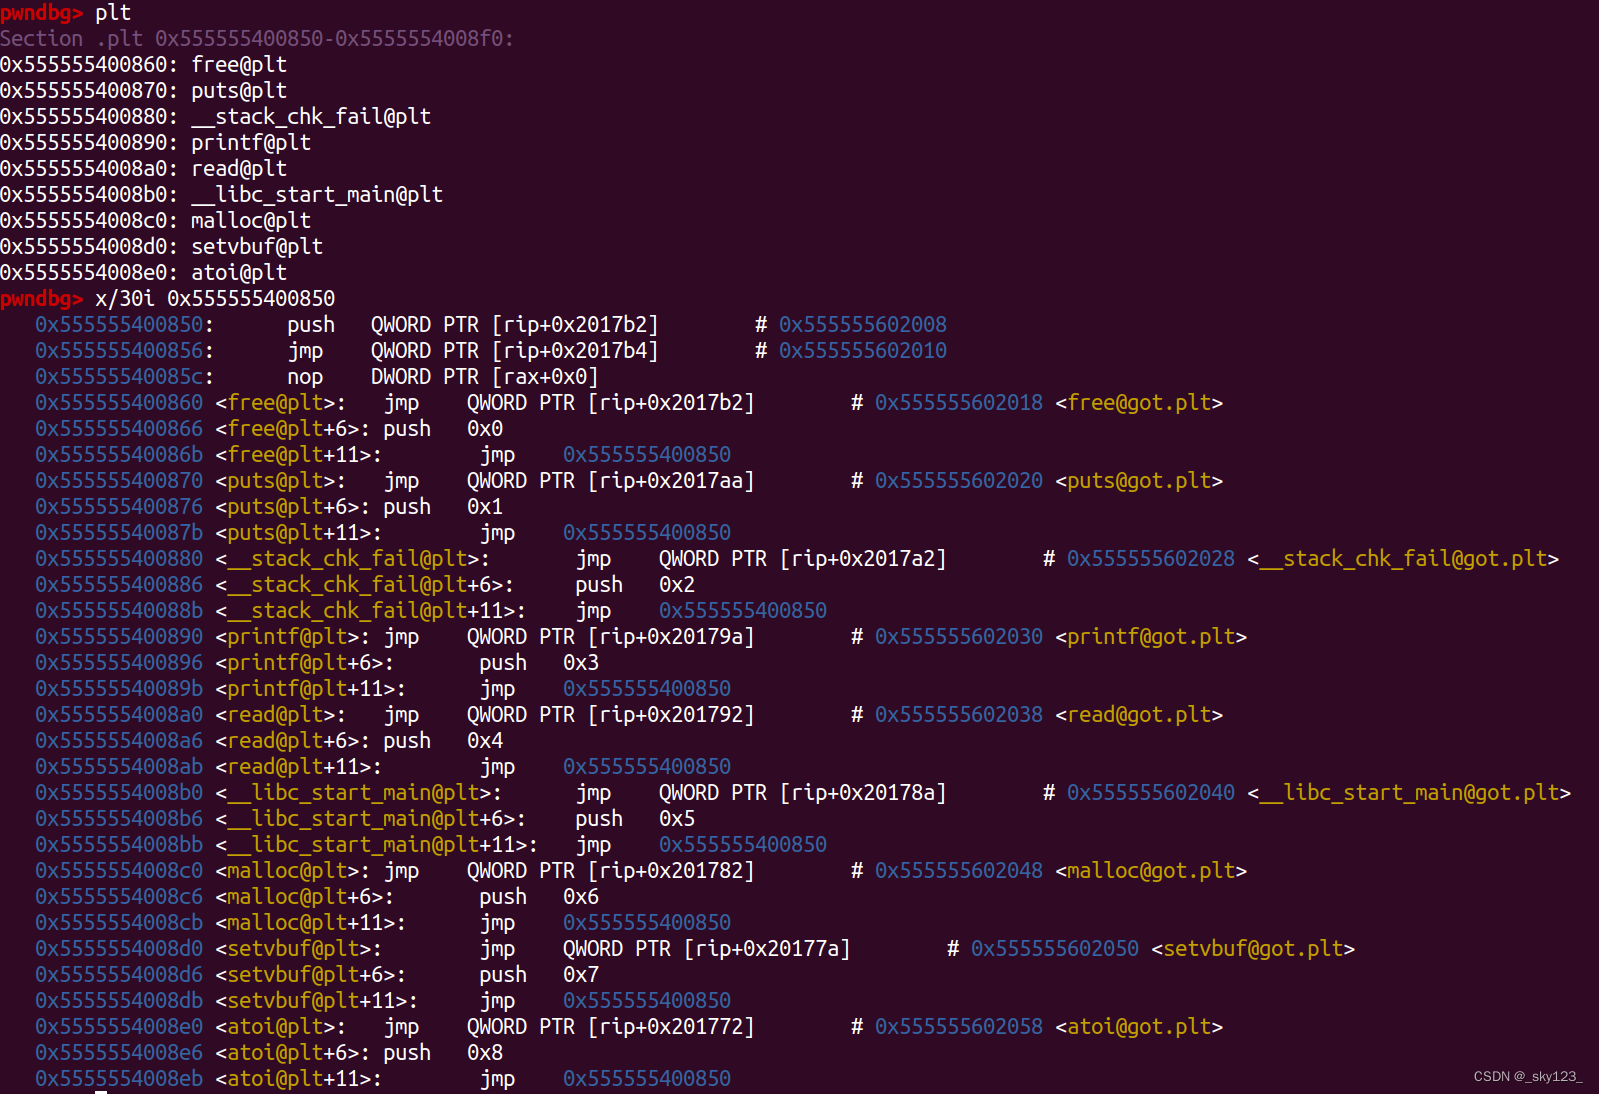 pwndbg> plt
Section .plt 0x555555400850-0x5555554008f0:
0x555555400860: free@plt
0x555555400870: puts@plt
0x555555400880: __stack_chk_fail@plt
0x555555400890: printf@plt
0x5555554008a0: read@plt
0x5555554008b0: __libc_start_main@plt
0x5555554008c0: malloc@plt
0x5555554008d0: setvbuf@plt
0x5555554008e0: atoi@plt
pwndbg> x/30i 0x555555400850
0x555555400850: push QWORD PTR [rip+0x2017b2] # 0x555555602008
0x555555400856: jmp QWORD PTR [rip+0x2017b4] # 0x555555602010
0x55555540085c: nop DWORD PTR [rax+0x0]
0x555555400860 <free@plt>: jmp QWORD PTR [rip+0x2017b2] # 0x555555602018 <free@got.plt>
0x555555400866 <free@plt+6>: push 0x0
0x55555540086b <free@plt+11>: jmp 0x555555400850
0x555555400870 <puts@plt>: jmp QWORD PTR [rip+0x2017aa] # 0x555555602020 <puts@got.plt>
0x555555400876 <puts@plt+6>: push 0x1
0x55555540087b <puts@plt+11>: jmp 0x555555400850
0x555555400880 <__stack_chk_fail@plt>: jmp QWORD PTR [rip+0x2017a2] # 0x555555602028 <__stack_chk_fail@got.plt>
0x555555400886 <__stack_chk_fail@plt+6>: push 0x2
0x55555540088b <__stack_chk_fail@plt+11>: jmp 0x555555400850
0x555555400890 <printf@plt>: jmp QWORD PTR [rip+0x20179a] # 0x555555602030 <printf@got.plt>
0x555555400896 <printf@plt+6>: push 0x3
0x55555540089b <printf@plt+11>: jmp 0x555555400850
0x5555554008a0 <read@plt>: jmp QWORD PTR [rip+0x201792] # 0x555555602038 <read@got.plt>
0x5555554008a6 <read@plt+6>: push 0x4
0x5555554008ab <read@plt+11>: jmp 0x555555400850
0x5555554008b0 <__libc_start_main@plt>: jmp QWORD PTR [rip+0x20178a] # 0x555555602040 <__libc_start_main@got.plt>
0x5555554008b6 <__libc_start_main@plt+6>: push 0x5
0x5555554008bb <__libc_start_main@plt+11>: jmp 0x555555400850
0x5555554008c0 <malloc@plt>: jmp QWORD PTR [rip+0x201782] # 0x555555602048 <malloc@got.plt>
0x5555554008c6 <malloc@plt+6>: push 0x6
0x5555554008cb <malloc@plt+11>: jmp 0x555555400850
0x5555554008d0 <setvbuf@plt>: jmp QWORD PTR [rip+0x20177a] # 0x555555602050 <setvbuf@got.plt>
0x5555554008d6 <setvbuf@plt+6>: push 0x7
0x5555554008db <setvbuf@plt+11>: jmp 0x555555400850
0x5555554008e0 <atoi@plt>: jmp QWORD PTR [rip+0x201772] # 0x555555602058 <atoi@got.plt>
0x5555554008e6 <atoi@plt+6>: push 0x8
0x5555554008eb <atoi@plt+11>: jmp 0x555555400850
CSDN @_sky123_